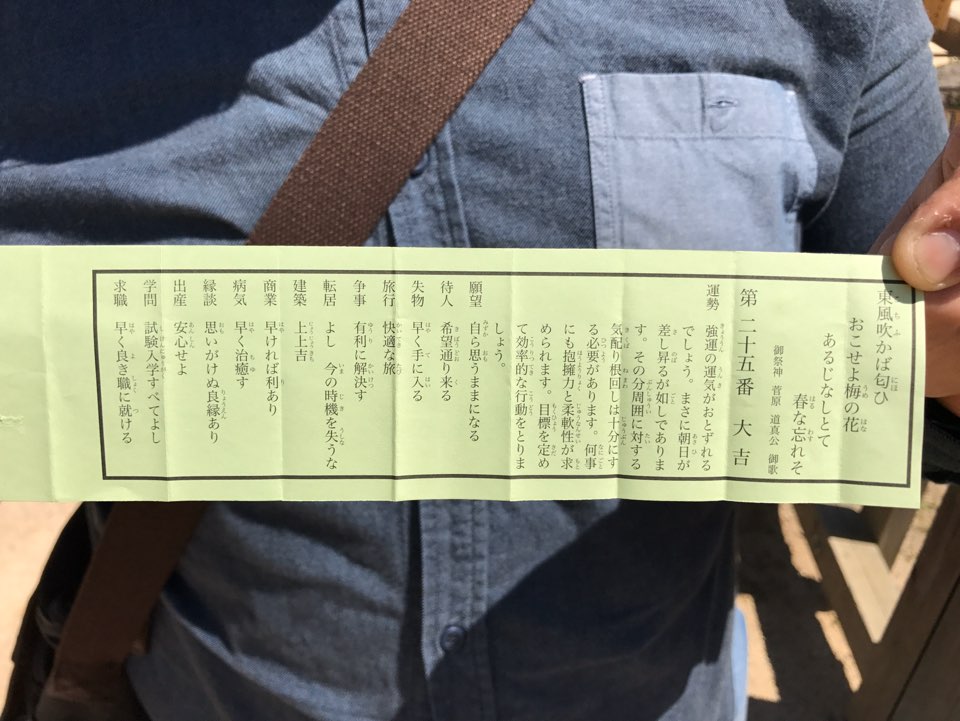 東風吹かば匂ひ
おこせよ梅の花
あるじなしとて
春な忘れそ
御祭神 菅原 道真公 御歌
第二十五番 大吉
運勢 強運の運気がおとずれる
でしょう。まさに朝日が
差し昇るが如しでありま
す。その分周囲に対する
気配り根回しは十分にす
る必要があります。何事
にも抱擁力と柔軟性が求
められます。目標を定め
て効率的な行動をとりま
しょう。
願望 自ら思うままになる
待人 希望通り来る
失物 早く手に入る
旅行 快適な旅
争事 有利に解決す
転居 よし 今の時機を失うな
建築 上上吉
商業 早ければ利あり
病気 早く治癒す
縁談 思いがけぬ良縁あり
出産 安心せよ
学問 試験入学すべてよし
求職 早く良き職に就ける